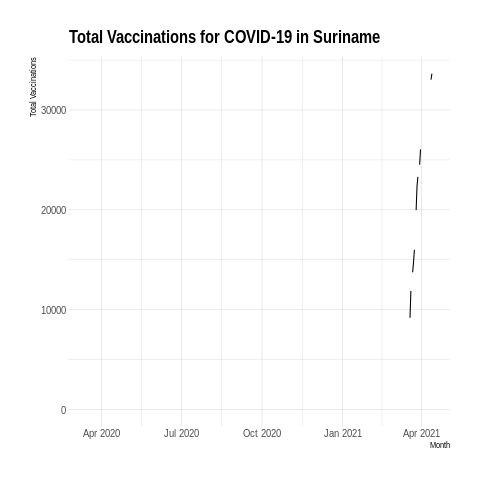 Total Vaccinations for COVID-19 in Suriname
Total Vaccinations
30000
20000
10000
0
Apr 2020 Jul 2020 Oct 2020 Jan 2021 Apr 2021
Month